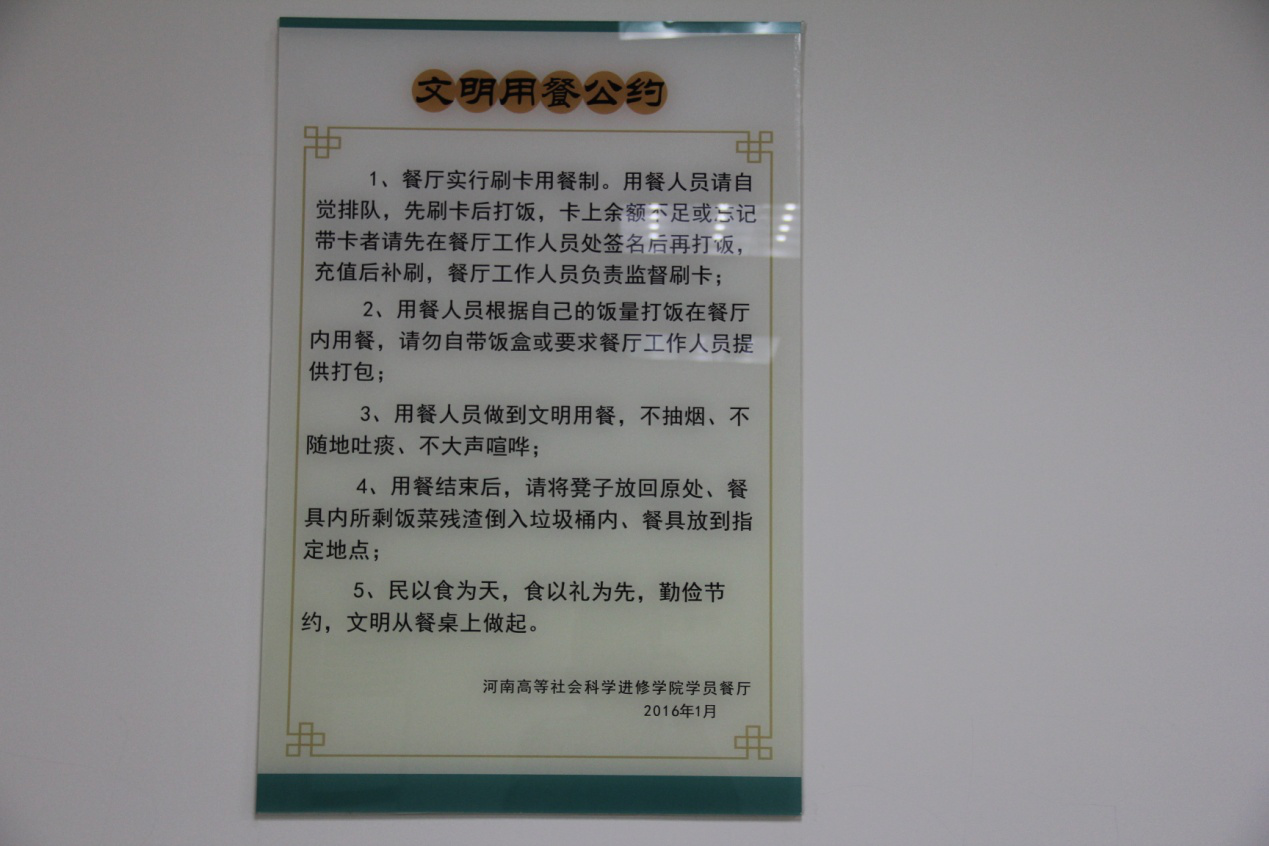 文明用餐公约
1、餐厅实行刷卡用餐制。用餐人员请自
觉排队，先刷卡后打饭，卡上余额不足或忘记
带卡者请先在餐厅工作人员处签名后再打饭，
充值后补刷，餐厅工作人员负责监督刷卡；
2、用餐人员根据自己的饭量打饭在餐厅
内用餐，请勿自带饭盒或要求餐厅工作人员提
供打包；
3、用餐人员做到文明用餐，不抽烟、不
随地吐痰、不大声喧哗；
4、用餐结束后，请将凳子放回原处、餐
具内所剩饭菜残渣倒入垃圾桶内、餐具放到指
定地点；
5、民以食为天，食以礼为先，勤俭节
约，文明从餐桌上做起。
河南高等社会科学进修学院学员餐厅
2016年1月